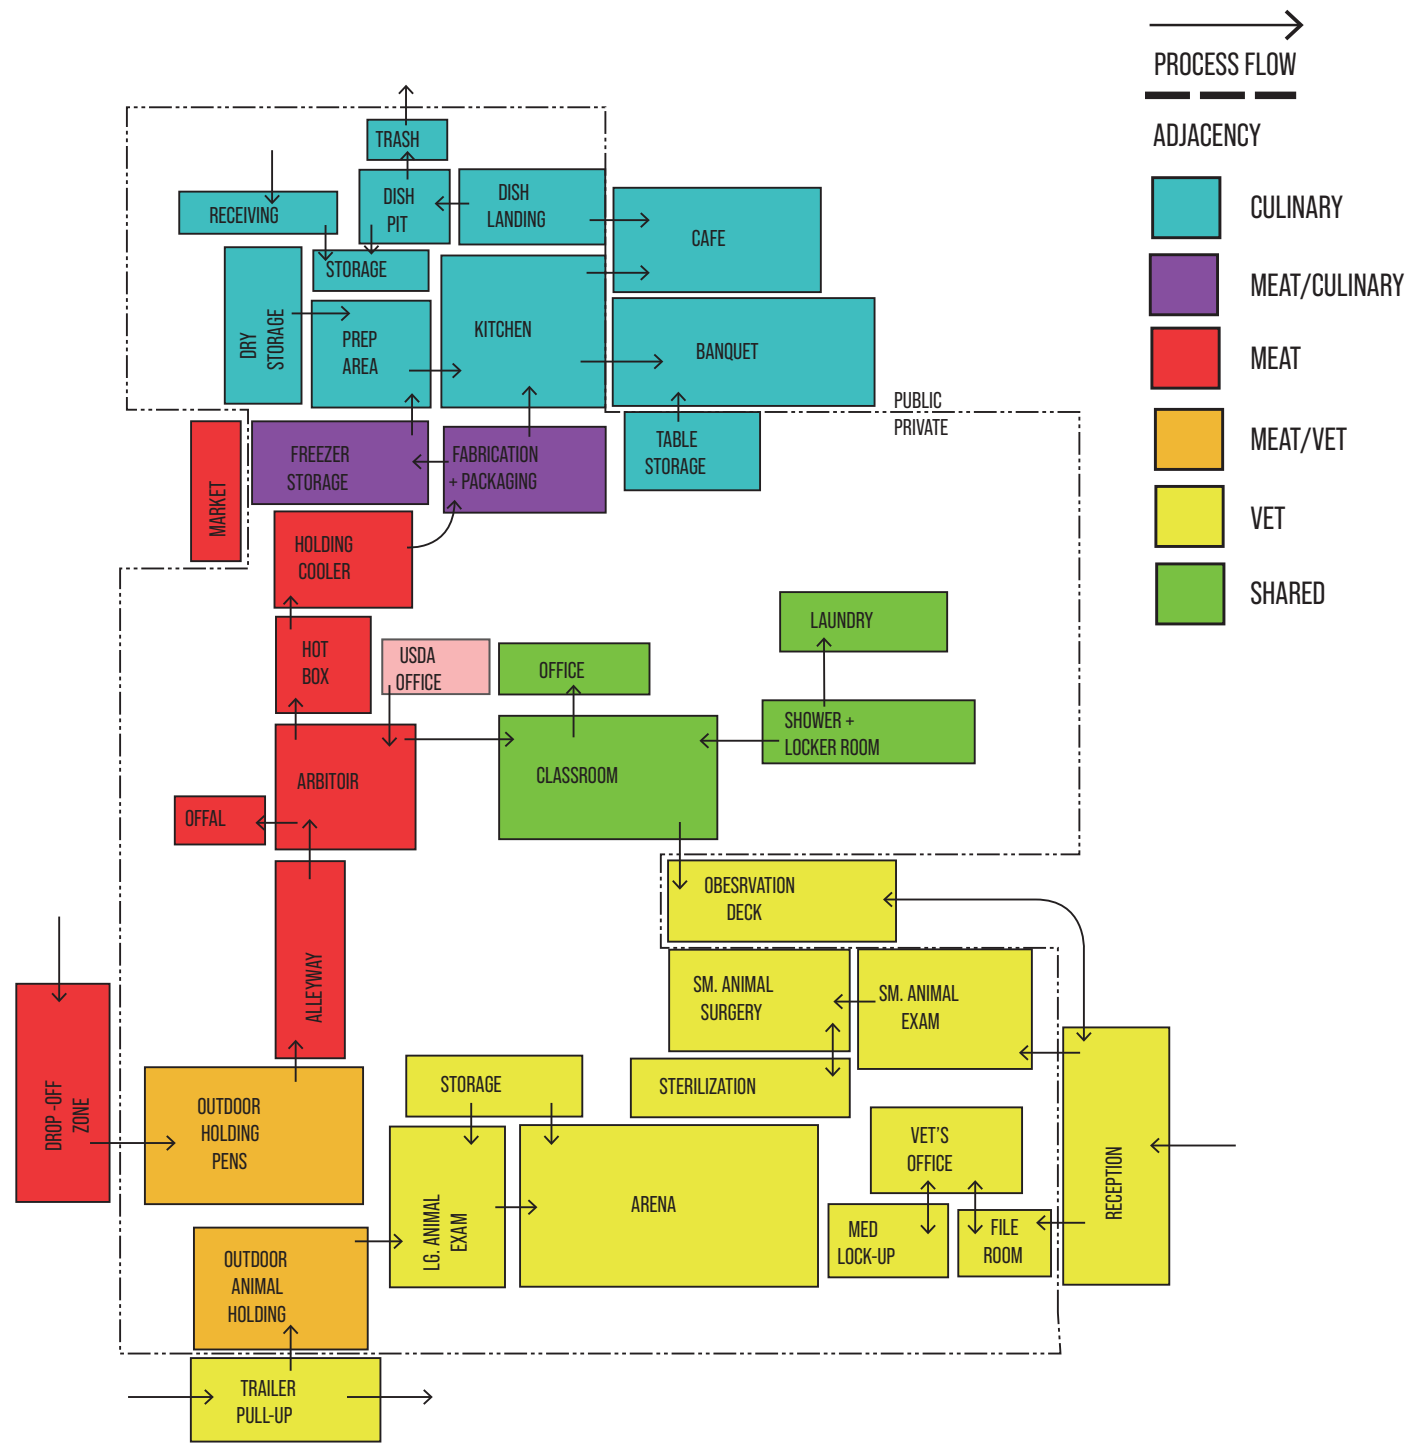 PROCESS FLOW
ADJACENCY
CULINARY
MEAT/CULINARY
MEAT
MEAT/VET
VET
SHARED
TRASH
DISH
PIT
DISH
LANDING
RECEIVING
STORAGE
CAFE
DRY
STORAGE
PREP
AREA
KITCHEN
BANQUET
PUBLIC
PRIVATE
TABLE
STORAGE
FREEZER
STORAGE
FABRICATION
+ PACKAGING
MARKET
HOLDING
COOLER
HOT
BOX
USDA
OFFICE
OFFICE
LAUNDRY
SHOWER +
LOCKER ROOM
ARBITOIR
CLASSROOM
OFFAL
OBESRVATION
DECK
ALLEYWAY
SM. ANIMAL
SURGERY
SM. ANIMAL
EXAM
DROP -OFF
ZONE
STORAGE
STERILIZATION
OUTDOOR
HOLDING
PENS
LG. ANIMAL
EXAM
ARENA
VET'S
OFFICE
RECEPTION
MED
LOCK-UP
FILE
ROOM
OUTDOOR
ANIMAL
HOLDING
TRAILER
PULL-UP